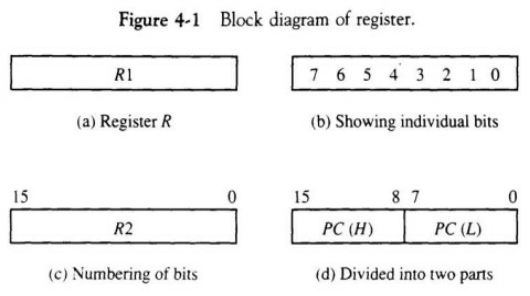 Figure 4-1 Block diagram of register.
R1
7 6 5 4 3 2 1 0
(a) Register R
(b) Showing individual bits
15 0
15 8 7 0
R2
PC (H) PC (L)
(c) Numbering of bits
(d) Divided into two parts